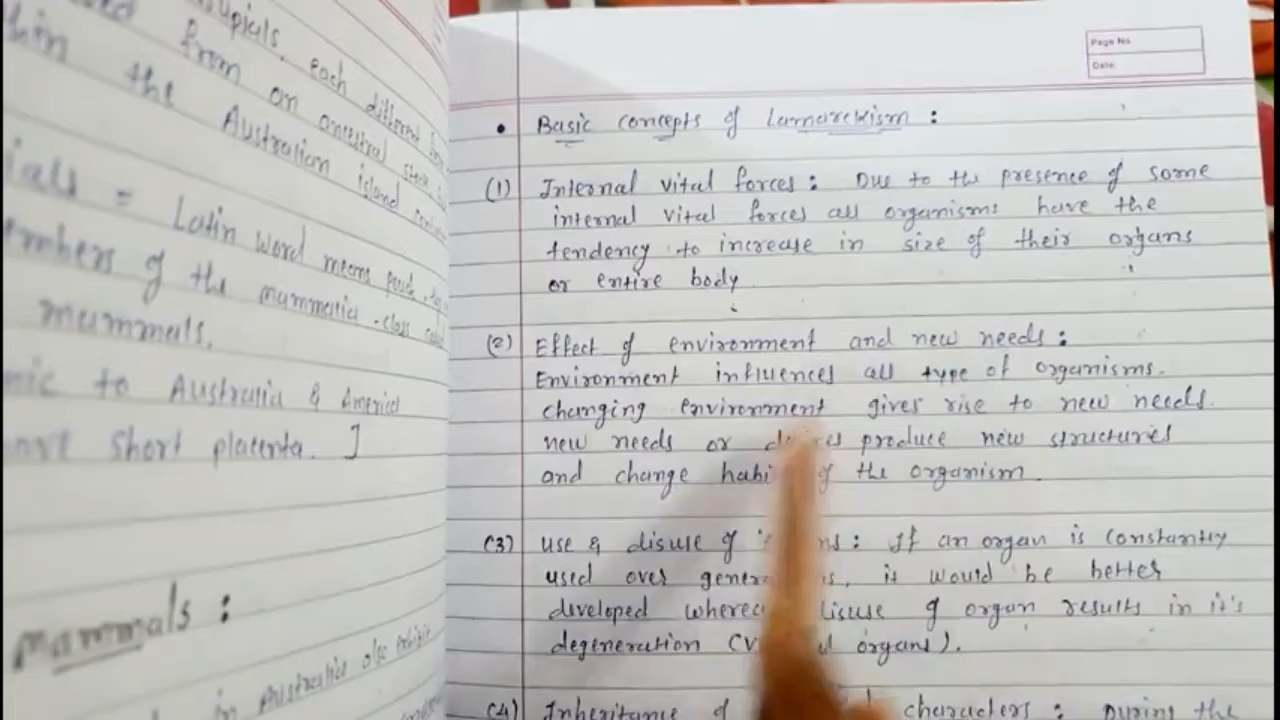 each different
from an ancestral
the Australian island
= Latin word means
of the mammalia-class
mammals.
to Australia &
short placenta. ]
mammals :
in Australia also exhibit
Page No.
Date:
• Basic concepts of Lamarckism :
(1) Internal vital forces : Due to the presence of some
internal vital forces all organisms have the
tendency to increase in size of their organs
or entire body
(2) Effect of environment and new needs :
Environment influences all type of organisms.
changing environment gives rise to new needs.
new needs or produce new structures
and change of the organism.
(3) use & disuse of : If an organ is constantly
used over is would be better
developed disuse of organ results in it's
degeneration organs).
(4) Inheritance of characters : During the